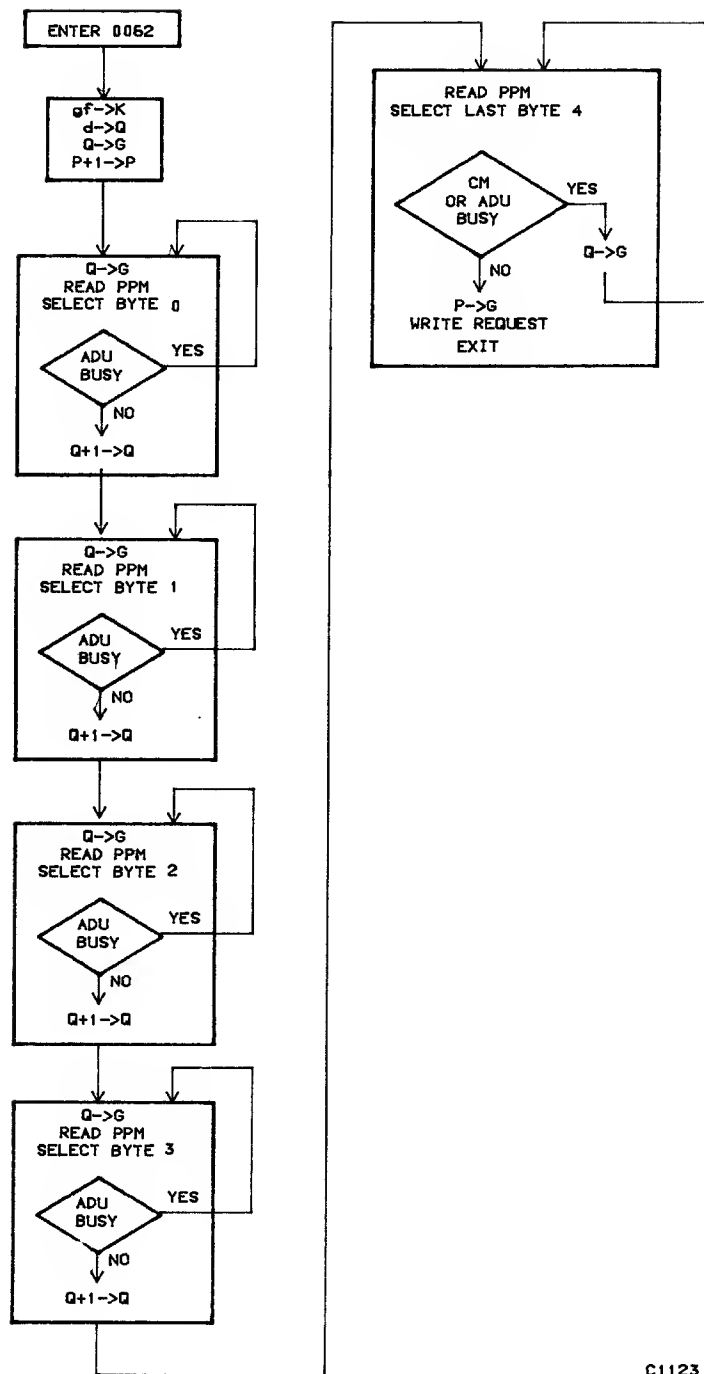 ENTER 0062
gf->K
d->Q
Q->G
P+1->P
Q->G
READ PPM
SELECT BYTE 0
ADU
BUSY
YES
NO
Q+1->Q
Q->G
READ PPM
SELECT BYTE 1
ADU
BUSY
YES
NO
Q+1->Q
Q->G
READ PPM
SELECT BYTE 2
ADU
BUSY
YES
NO
Q+1->Q
Q->G
READ PPM
SELECT BYTE 3
ADU
BUSY
YES
NO
Q+1->Q
READ PPM
SELECT LAST BYTE 4
CM
OR ADU
BUSY
YES
Q->G
NO
P->G
WRITE REQUEST
EXIT
C1123